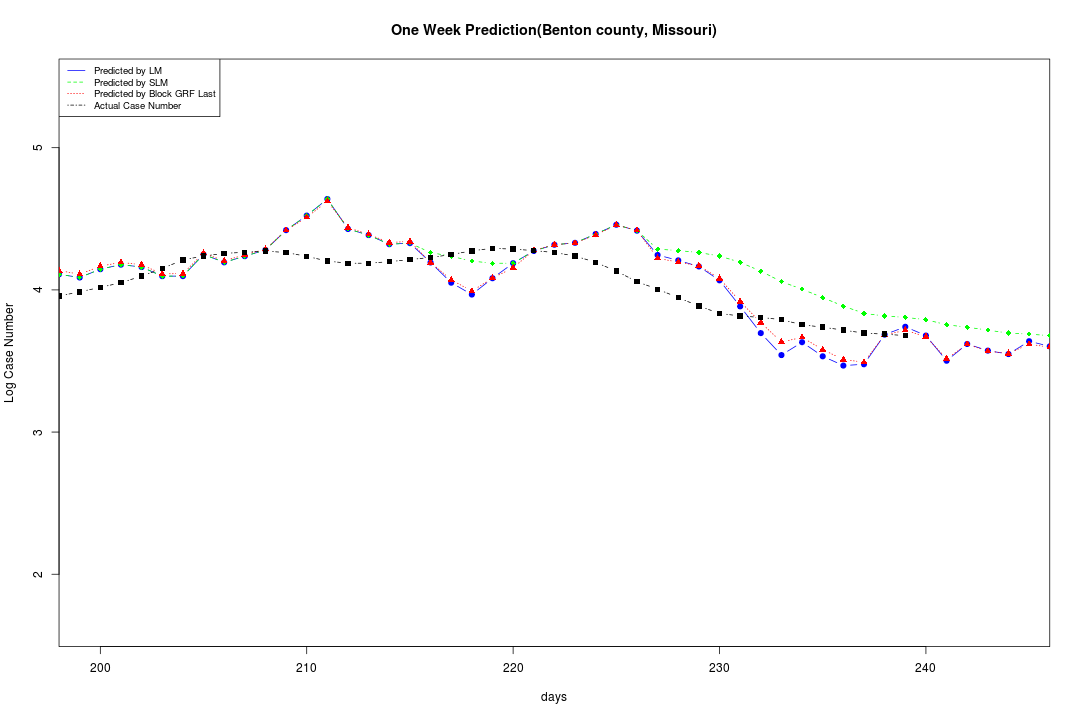 One Week Prediction(Benton county, Missouri)
Predicted by LM
Predicted by SLM
Predicted by Block GRF Last
Actual Case Number
5
4
3
2
Log Case Number
200 210 220 230 240
days